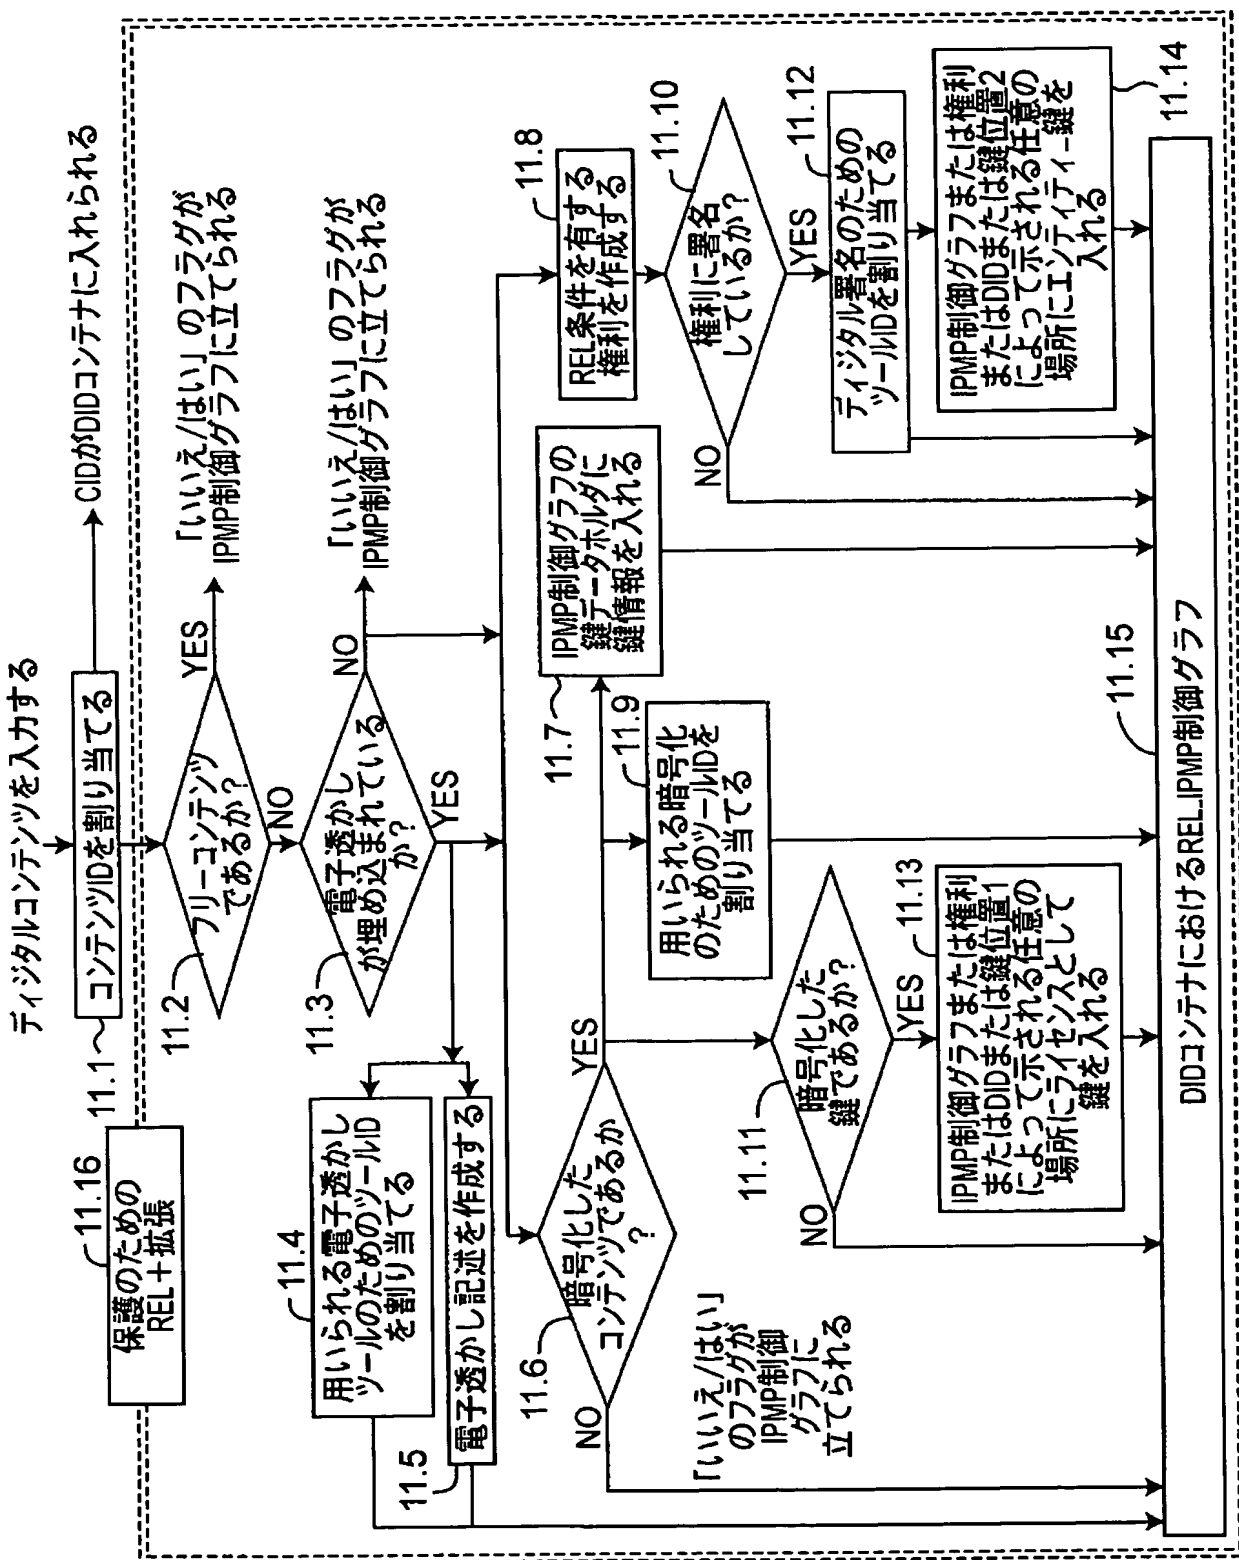 ディジタルコンテンツを入力する
11.1
コンテンツIDを割り当てる
CIDがDIDコンテナに入れられる
11.16
保護のための
REL+拡張
11.2
フリーコンテンツ
であるか?
YES
「いいえ/はい」のフラグが
IPMP制御グラフに立てられる
NO
11.3
電子透かし
が埋め込まれている
か?
NO
「いいえ/はい」のフラグが
IPMP制御グラフに立てられる
YES
11.4
用いられる電子透かし
ツールのためのツールID
を割り当てる
11.5
電子透かし記述を作成する
11.6
暗号化した
コンテンツであるか
?
NO
YES
「いいえ/はい」
のフラグが
IPMP制御
グラフに
立てられる
11.7
IPMP制御グラフの
鍵データホルダに
鍵情報を入れる
11.8
REL条件を有する
権利を作成する
11.9
用いられる暗号化
のためのツールIDを
割り当てる
11.10
権利に署名
しているか?
NO
YES
11.11
暗号化した
鍵であるか?
NO
YES
11.12
ディジタル署名のための
ツールIDを割り当てる
11.13
IPMP制御グラフまたは権利
またはDIDまたは鍵位置1
によって示される任意の
場所にライセンスとして
鍵を入れる
11.14
IPMP制御グラフまたは権利
またはDIDまたは鍵位置2
によって示される任意の
場所にエンティティー鍵を
入れる
11.15
DIDコンテナにおけるREL,IPMP制御グラフ